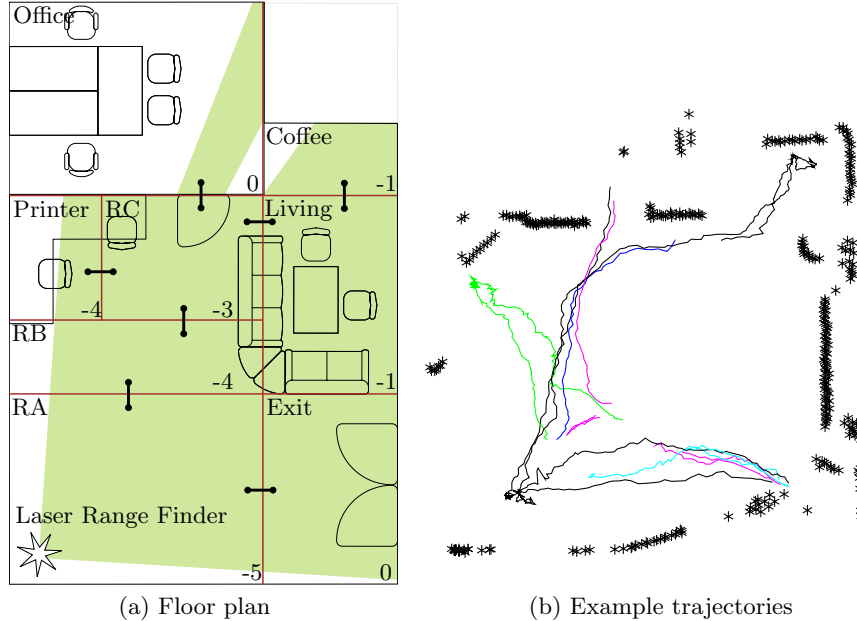 Office
Coffee
0
-1
Printer
RC
Living
-4
-3
RB
-4
-1
RA
Exit
Laser Range Finder
-5
0
(a) Floor plan
(b) Example trajectories